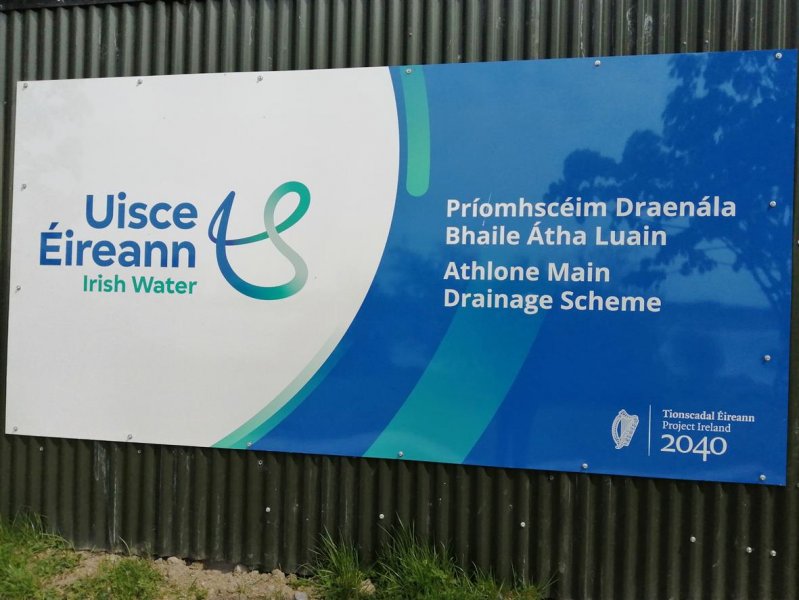 Uisce
Éireann
Irish Water
Príomhscéim Draenála
Bhaile Átha Luain
Athlone Main
Drainage Scheme
Tionscadal Éireann
Project Ireland
2040